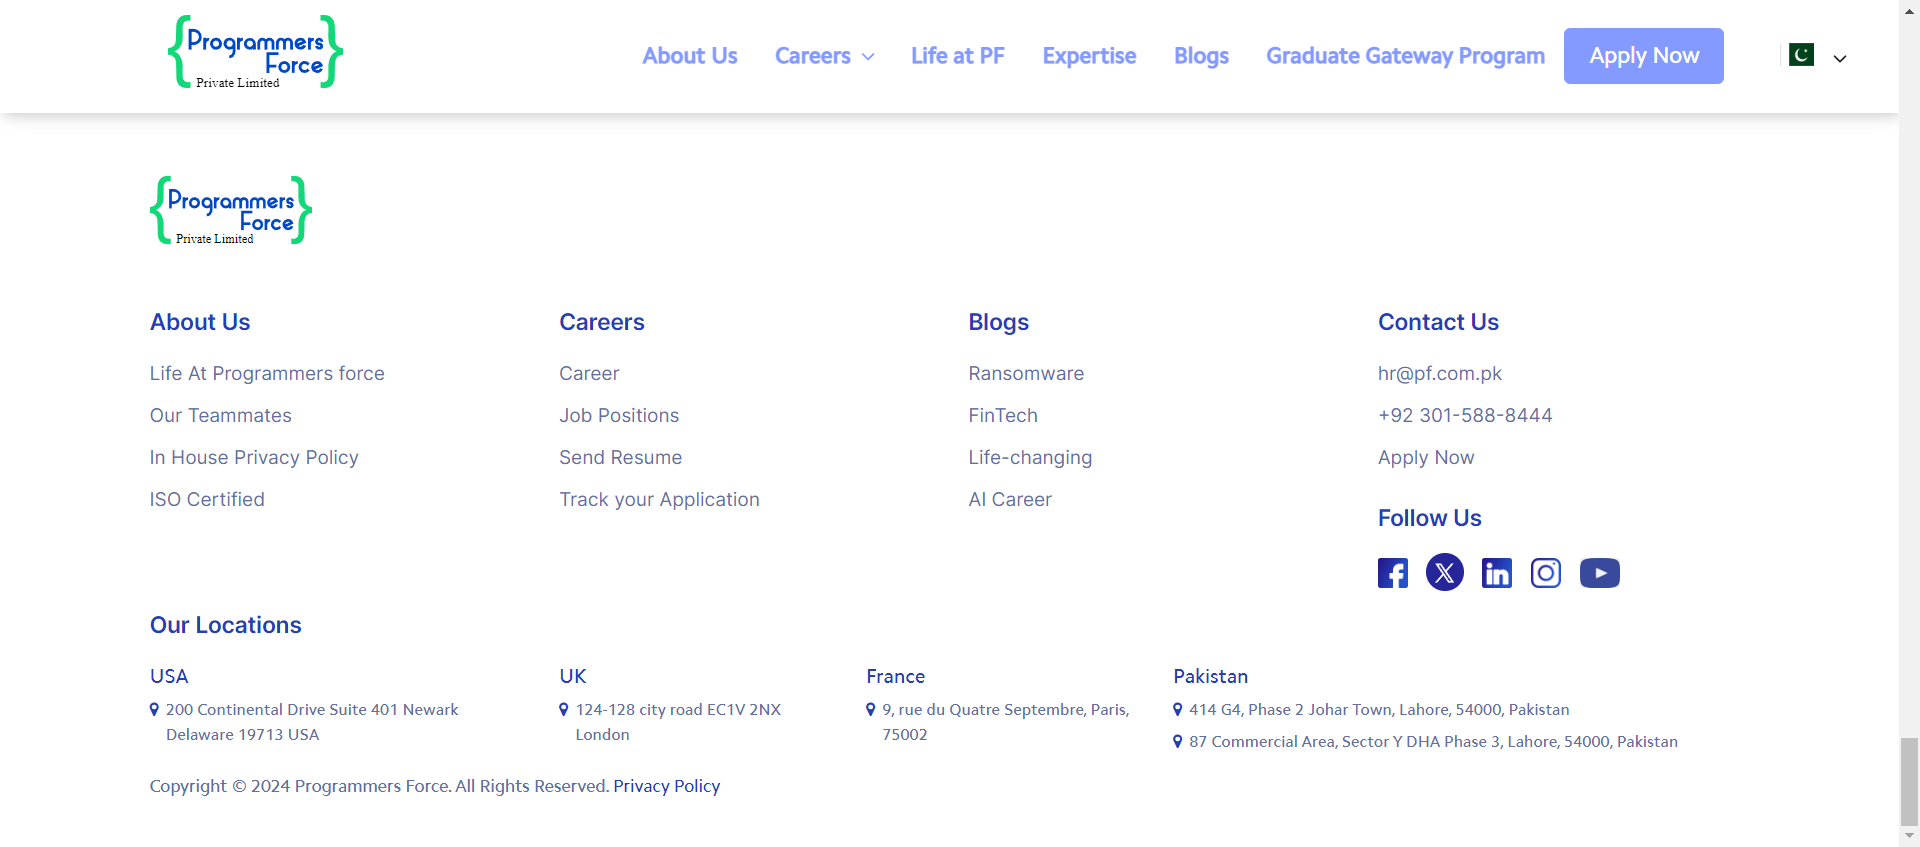 Programmers
Force
Private Limited
About Us
Careers
Life at PF
Expertise
Blogs
Graduate Gateway Program
Apply Now
Programmers
Force
Private Limited
About Us
Life At Programmers force
Our Teammates
In House Privacy Policy
ISO Certified
Careers
Career
Job Positions
Send Resume
Track your Application
Blogs
Ransomware
FinTech
Life-changing
AI Career
Contact Us
hr@pf.com.pk
+92 301-588-8444
Apply Now
Follow Us
Our Locations
USA
200 Continental Drive Suite 401 Newark
Delaware 19713 USA
UK
124-128 city road EC1V 2NX
London
France
9, rue du Quatre Septembre, Paris,
75002
Pakistan
414 G4, Phase 2 Johar Town, Lahore, 54000, Pakistan
87 Commercial Area, Sector Y DHA Phase 3, Lahore, 54000, Pakistan
Copyright © 2024 Programmers Force. All Rights Reserved. Privacy Policy